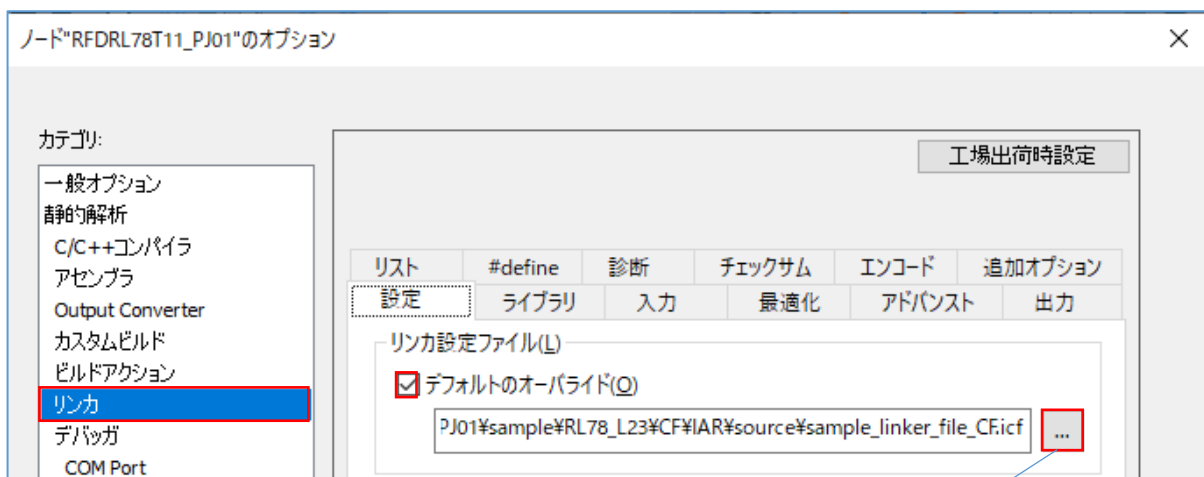 ノード"RFDRL78T11_PJ01"のオプション
カテゴリ:
一般オプション
静的解析
C/C++コンパイラ
アセンブラ
Output Converter
カスタムビルド
ビルドアクション
リンカ
デバッガ
COM Port
工場出荷時設定
リスト #define 診断 チェックサム エンコード 追加オプション
設定 ライブラリ 入力 最適化 アドバンスト 出力
リンカ設定ファイル(L)
デフォルトのオーバライド(O)
PJ01¥sample¥RL78_L23¥CF¥IAR¥source¥sample_linker_file_CF.icf ...